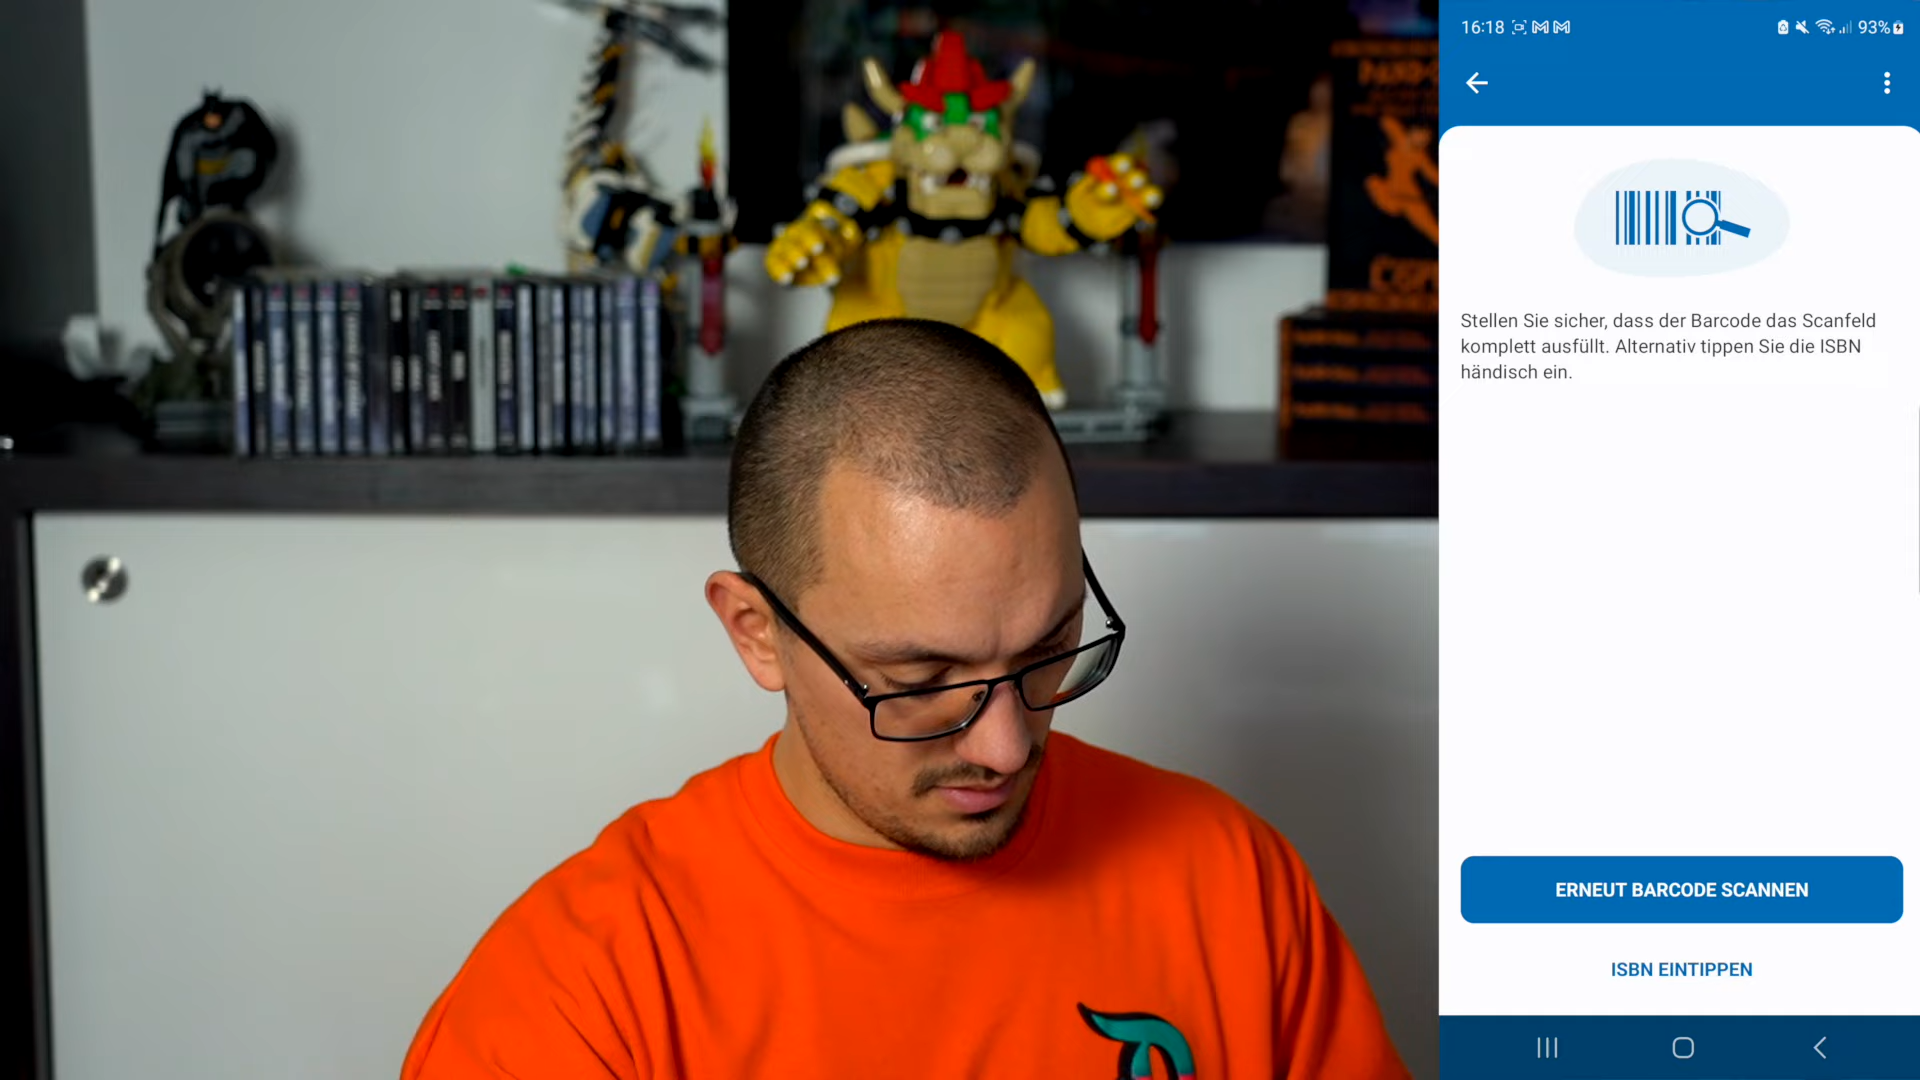 16:18
93%
Stellen Sie sicher, dass der Barcode das Scanfeld
komplett ausfüllt. Alternativ tippen Sie die ISBN
händisch ein.
ERNEUT BARCODE SCANNEN
ISBN EINTIPPEN